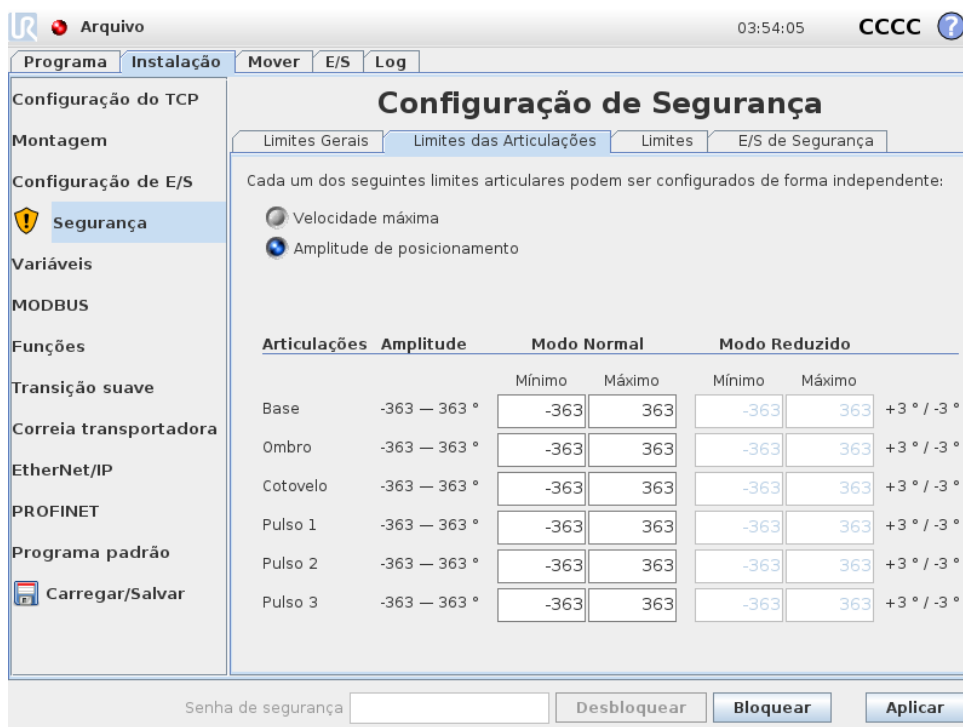 UR Arquivo 03:54:05 CCCC ?
Programa Instalação Mover E/S Log
Configuração do TCP
Montagem
Configuração de E/S
Segurança
Variáveis
MODBUS
Funções
Transição suave
Correia transportadora
EtherNet/IP
PROFINET
Programa padrão
Carregar/Salvar
Configuração de Segurança
Limites Gerais Limites das Articulações Limites E/S de Segurança
Cada um dos seguintes limites articulares podem ser configurados de forma independente:
Velocidade máxima
Amplitude de posicionamento
Articulações Amplitude Modo Normal Modo Reduzido
Mínimo Máximo Mínimo Máximo
Base -363 — 363 ° -363 363 -363 363 +3 ° / -3 °
Ombro -363 — 363 ° -363 363 -363 363 +3 ° / -3 °
Cotovelo -363 — 363 ° -363 363 -363 363 +3 ° / -3 °
Pulso 1 -363 — 363 ° -363 363 -363 363 +3 ° / -3 °
Pulso 2 -363 — 363 ° -363 363 -363 363 +3 ° / -3 °
Pulso 3 -363 — 363 ° -363 363 -363 363 +3 ° / -3 °
Senha de segurança Desbloquear Bloquear Aplicar